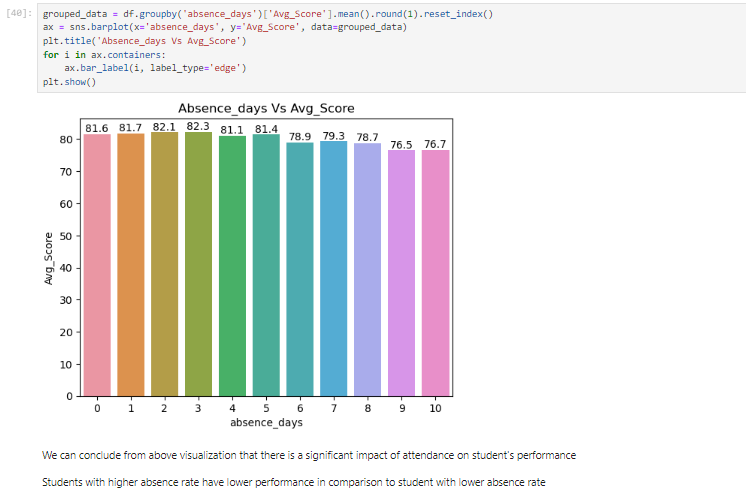 [40]: grouped_data = df.groupby('absence_days')['Avg_Score'].mean().round(1).reset_index()
ax = sns.barplot(x='absence_days', y='Avg_Score', data=grouped_data)
plt.title('Absence_days Vs Avg_Score')
for i in ax.containers:
    ax.bar_label(i, label_type='edge')
plt.show()
Absence_days Vs Avg_Score
81.6 81.7 82.1 82.3 81.1 81.4 78.9 79.3 78.7 76.5 76.7
80
70
60
50
40
30
20
10
0
Avg_Score
0 1 2 3 4 5 6 7 8 9 10
absence_days
We can conclude from above visualization that there is a significant impact of attendance on student's performance
Students with higher absence rate have lower performance in comparison to student with lower absence rate